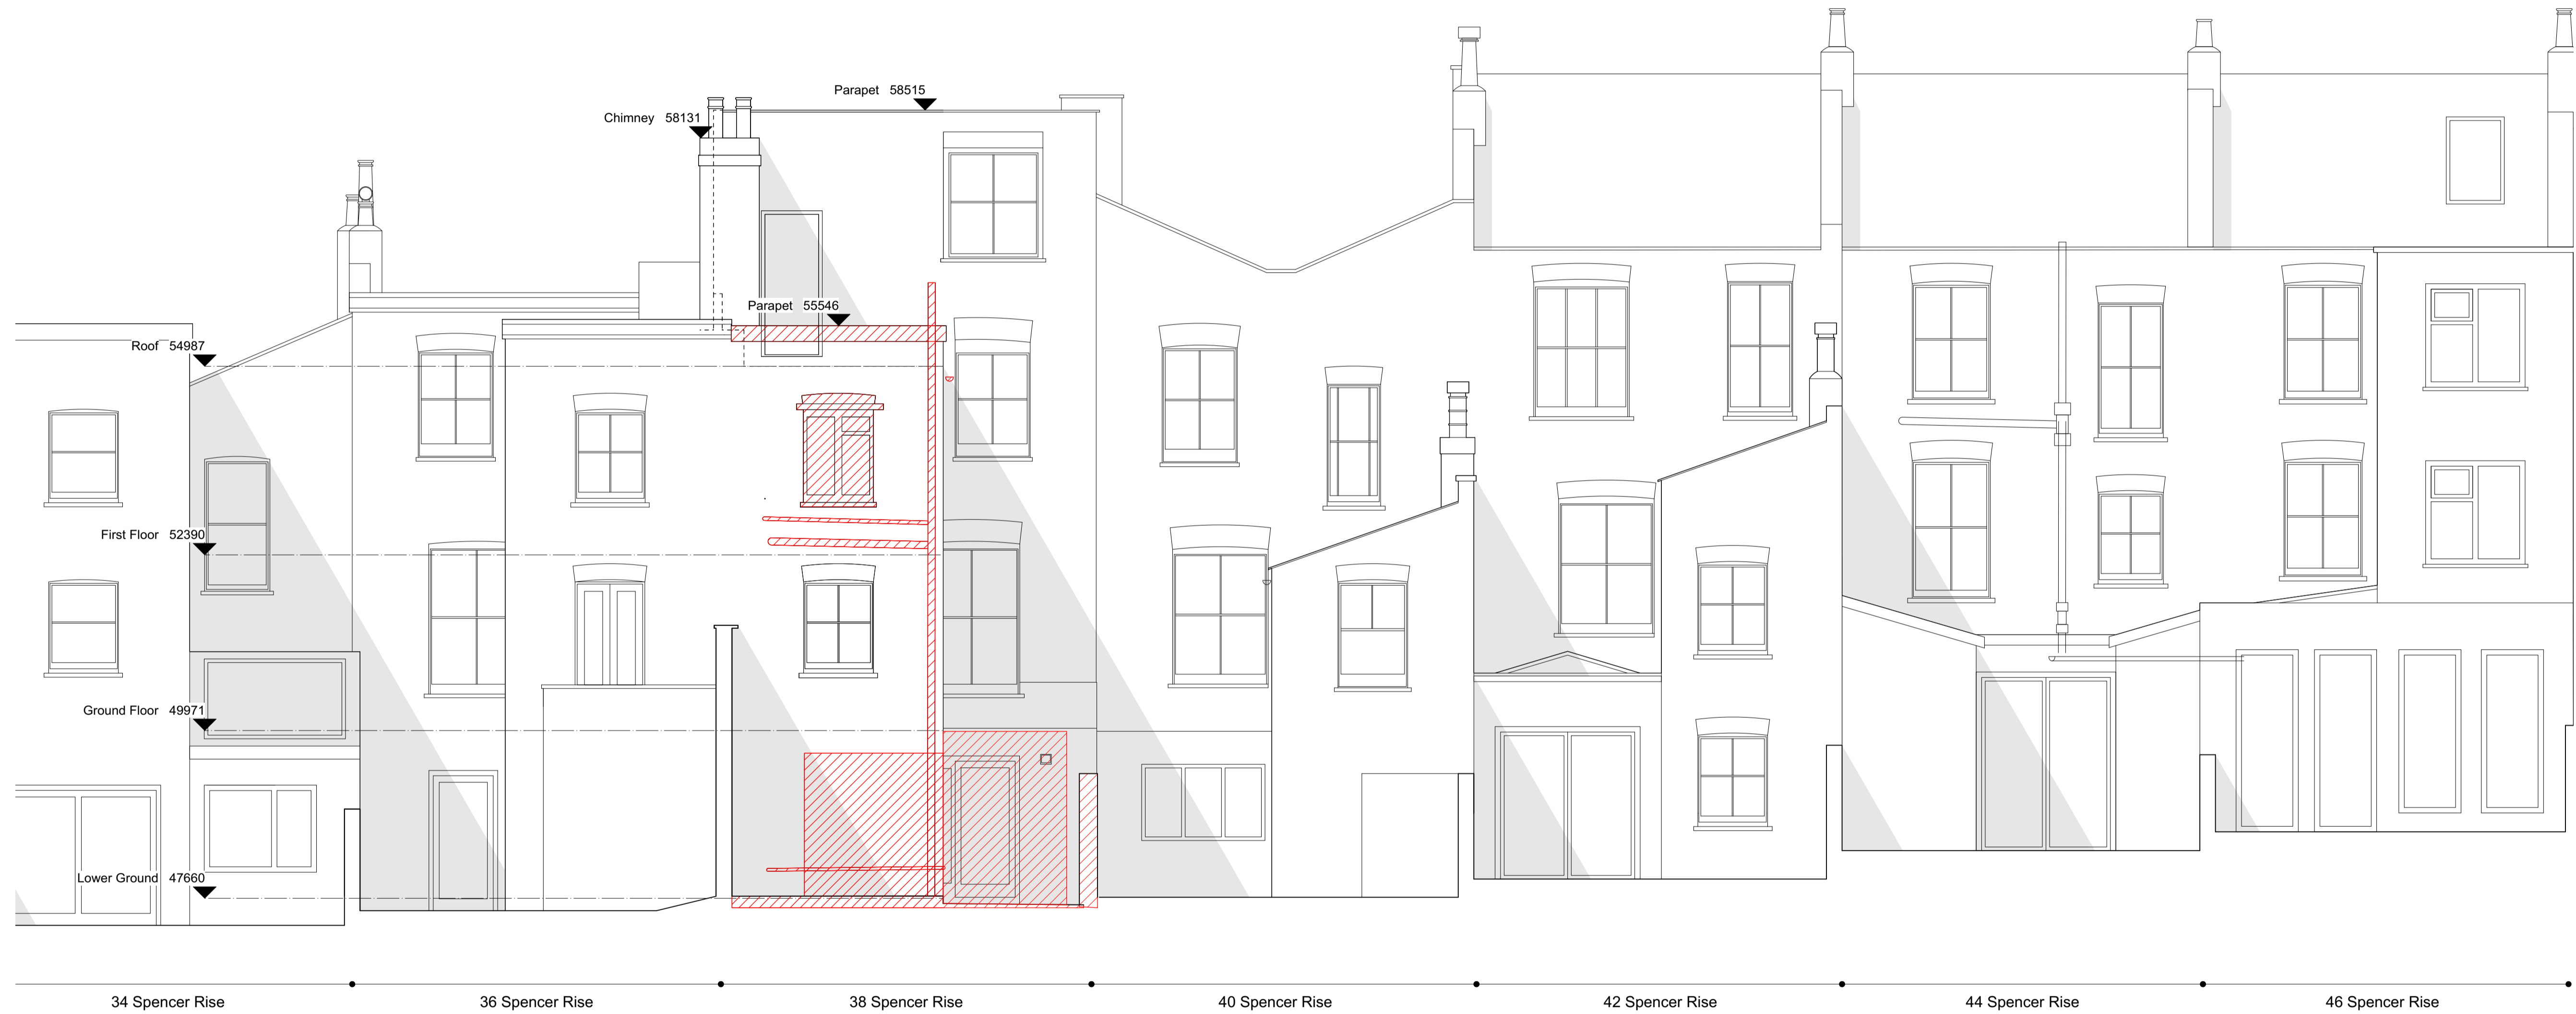 Parapet 58515
Chimney 58131
Parapet 55546
Roof 54987
First Floor 52390
Ground Floor 49971
Lower Ground 47660
34 Spencer Rise
36 Spencer Rise
38 Spencer Rise
40 Spencer Rise
42 Spencer Rise
44 Spencer Rise
46 Spencer Rise